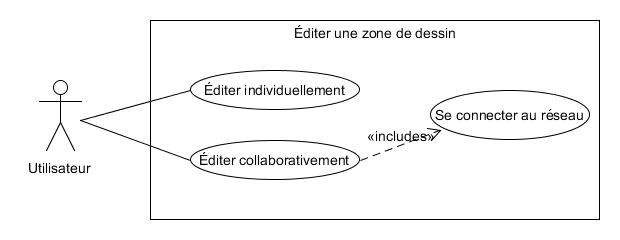 Éditer une zone de dessin
Éditer individuellement
Se connecter au réseau
«includes»
Éditer collaborativement
Utilisateur